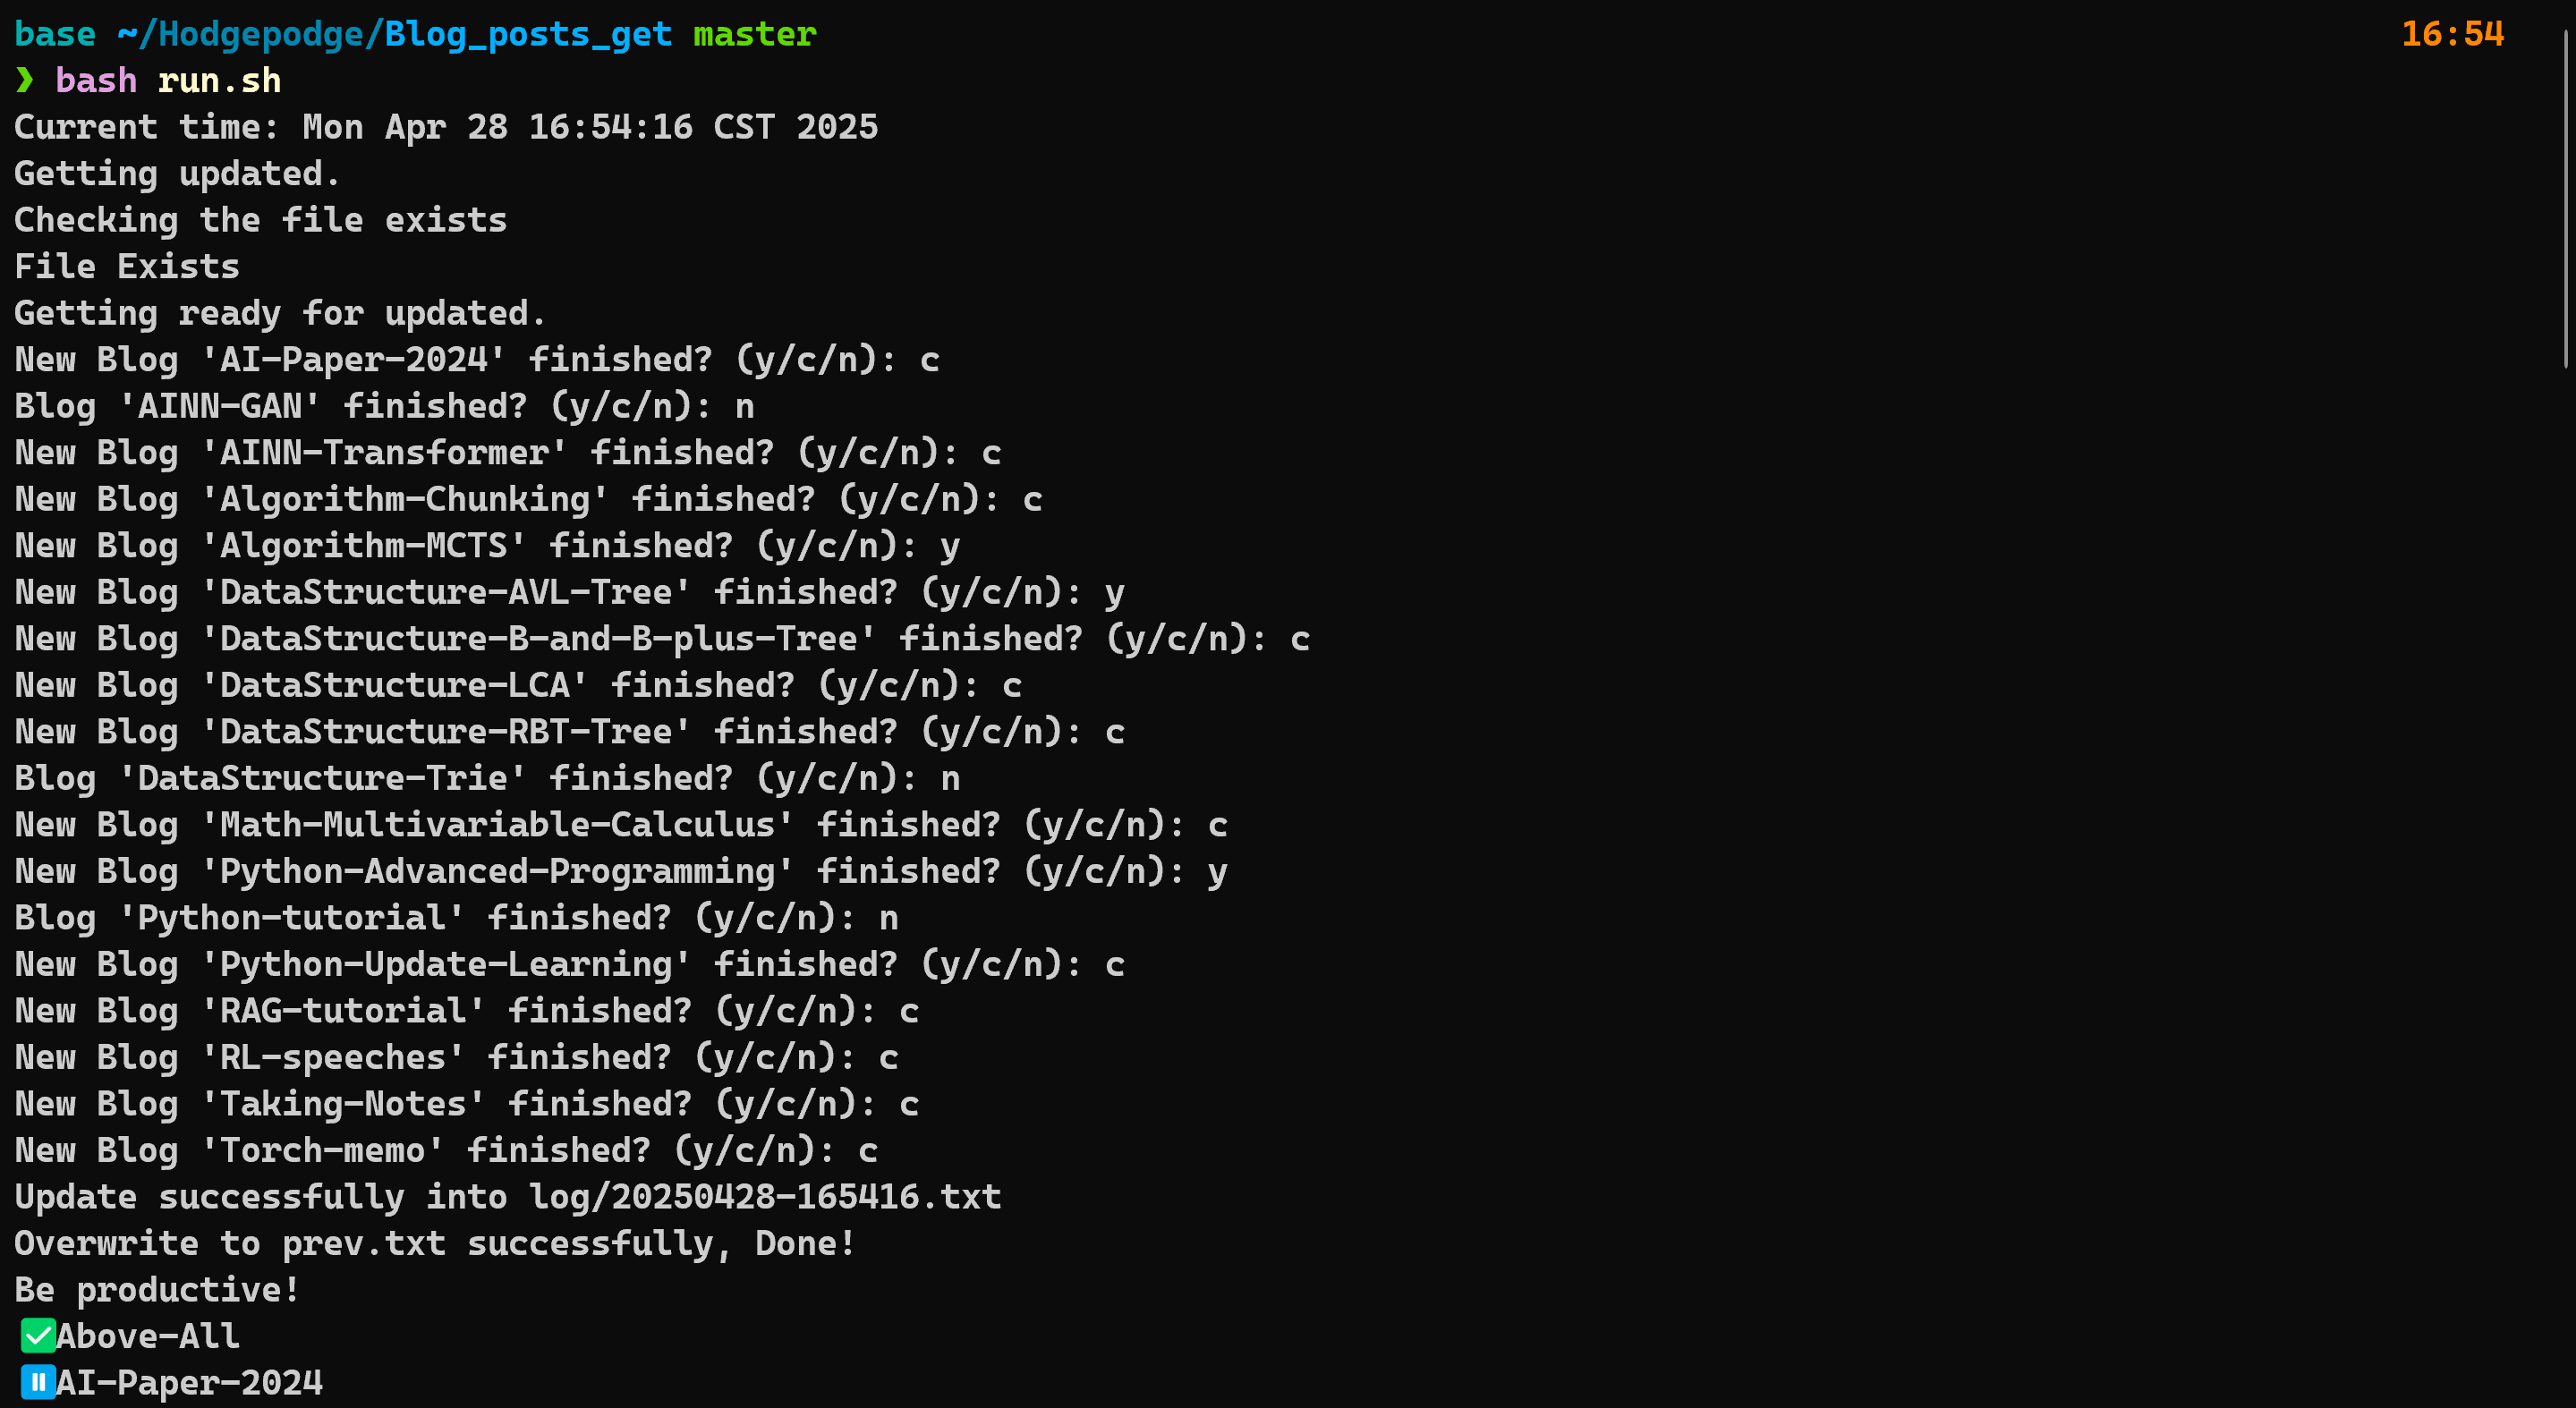 base ~/Hodgepodge/Blog_posts_get master 16:54
❯ bash run.sh
Current time: Mon Apr 28 16:54:16 CST 2025
Getting updated.
Checking the file exists
File Exists
Getting ready for updated.
New Blog 'AI-Paper-2024' finished? (y/c/n): c
Blog 'AINN-GAN' finished? (y/c/n): n
New Blog 'AINN-Transformer' finished? (y/c/n): c
New Blog 'Algorithm-Chunking' finished? (y/c/n): c
New Blog 'Algorithm-MCTS' finished? (y/c/n): y
New Blog 'DataStructure-AVL-Tree' finished? (y/c/n): y
New Blog 'DataStructure-B-and-B-plus-Tree' finished? (y/c/n): c
New Blog 'DataStructure-LCA' finished? (y/c/n): c
New Blog 'DataStructure-RBT-Tree' finished? (y/c/n): c
Blog 'DataStructure-Trie' finished? (y/c/n): n
New Blog 'Math-Multivariable-Calculus' finished? (y/c/n): c
New Blog 'Python-Advanced-Programming' finished? (y/c/n): y
Blog 'Python-tutorial' finished? (y/c/n): n
New Blog 'Python-Update-Learning' finished? (y/c/n): c
New Blog 'RAG-tutorial' finished? (y/c/n): c
New Blog 'RL-speeches' finished? (y/c/n): c
New Blog 'Taking-Notes' finished? (y/c/n): c
New Blog 'Torch-memo' finished? (y/c/n): c
Update successfully into log/20250428-165416.txt
Overwrite to prev.txt successfully, Done!
Be productive!
✅Above-All
⏸️AI-Paper-2024